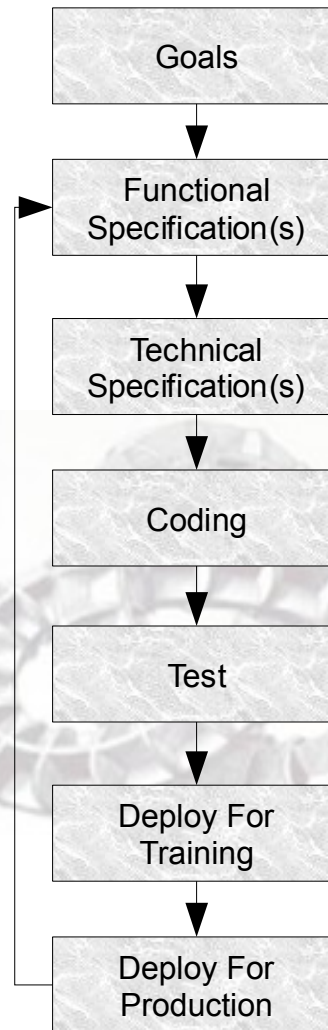 Goals
Functional
Specification(s)
Technical
Specification(s)
Coding
Test
Deploy For
Training
Deploy For
Production